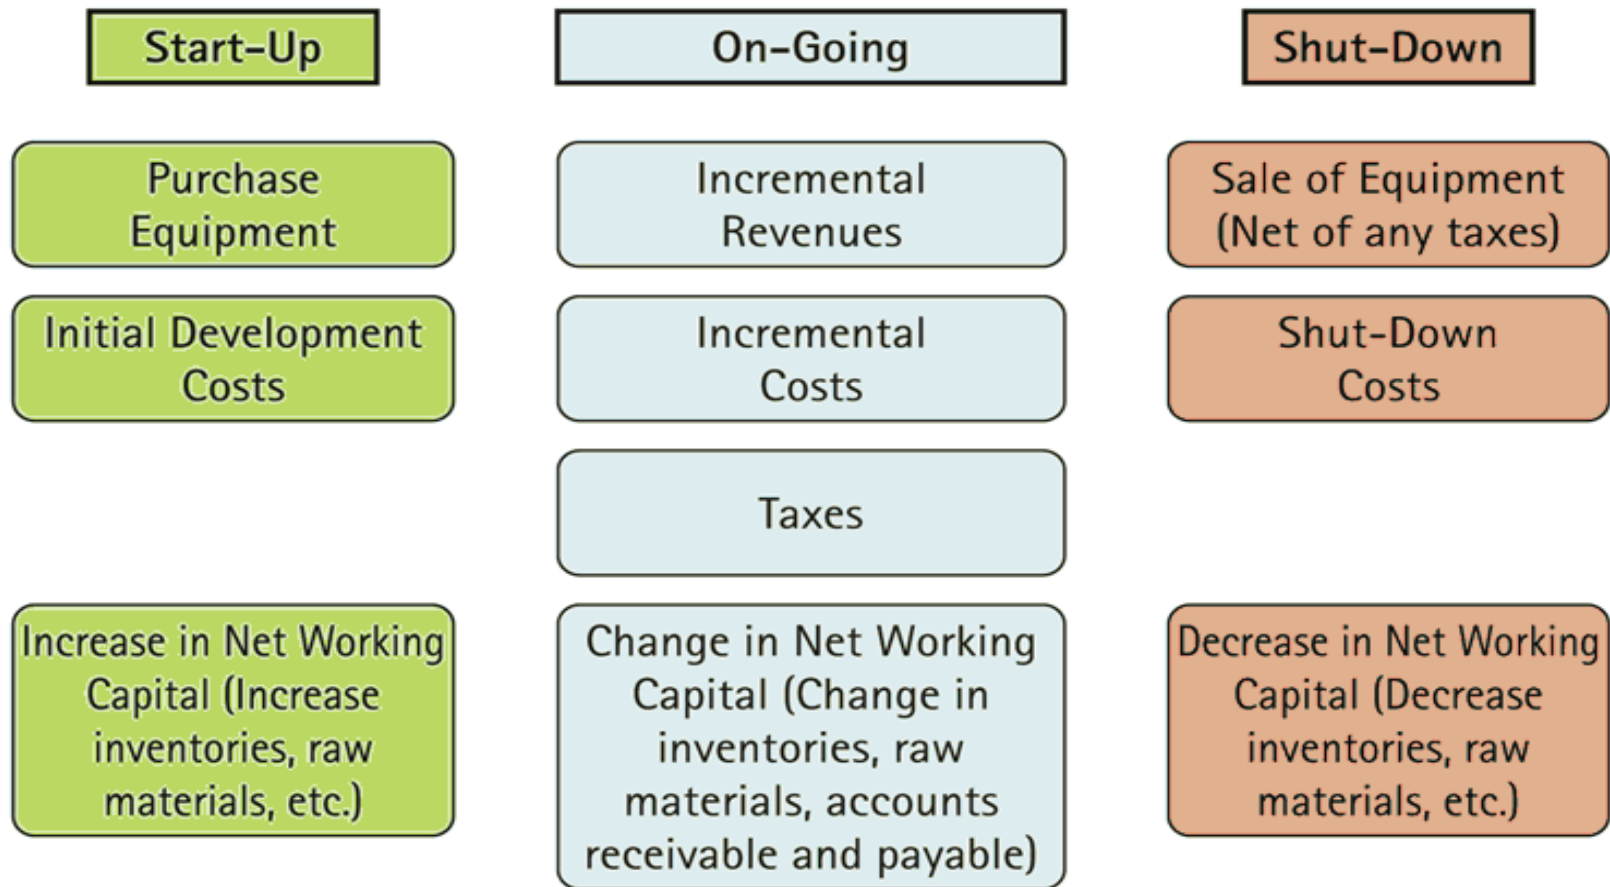 Start-Up
On-Going
Shut-Down
Purchase
Equipment
Incremental
Revenues
Sale of Equipment
(Net of any taxes)
Initial Development
Costs
Incremental
Costs
Shut-Down
Costs
Taxes
Increase in Net Working
Capital (Increase
inventories, raw
materials, etc.)
Change in Net Working
Capital (Change in
inventories, raw
materials, accounts
receivable and payable)
Decrease in Net Working
Capital (Decrease
inventories, raw
materials, etc.)